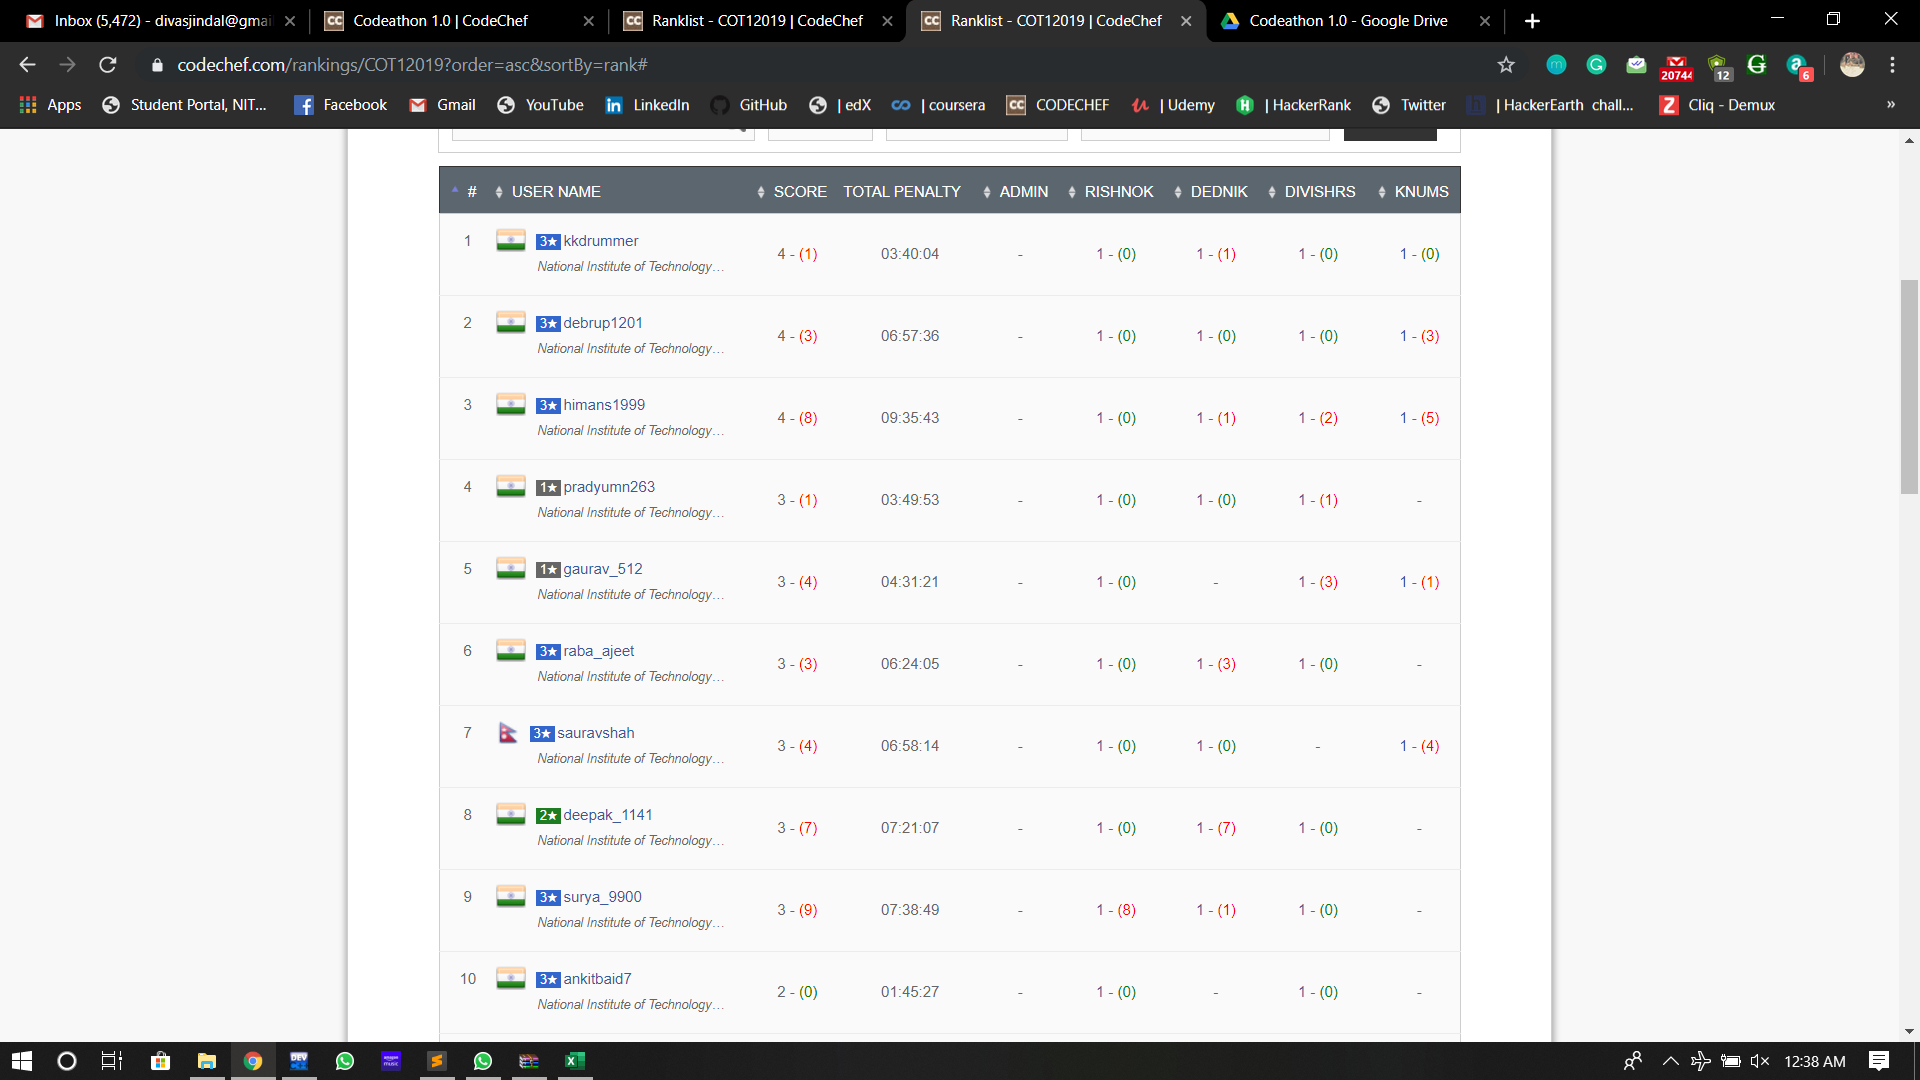 Inbox (5,472) - divasjindal@gmai
Codeathon 1.0 | CodeChef
Ranklist - COT12019 | CodeChef
Ranklist - COT12019 | CodeChef
Codeathon 1.0 - Google Drive
codechef.com/rankings/COT12019?order=asc&sortBy=rank#
20744
12
6
Apps
Student Portal, NIT...
Facebook
Gmail
YouTube
LinkedIn
GitHub
| edX
| coursera
CODECHEF
| Udemy
| HackerRank
Twitter
| HackerEarth chall...
Cliq - Demux
»
# USER NAME SCORE TOTAL PENALTY ADMIN RISHNOK DEDNIK DIVISHRS KNUMS
1 3★ kkdrummer 4 - (1) 03:40:04 - 1 - (0) 1 - (1) 1 - (0) 1 - (0)
National Institute of Technology…
2 3★ debrup1201 4 - (3) 06:57:36 - 1 - (0) 1 - (0) 1 - (0) 1 - (3)
National Institute of Technology…
3 3★ himans1999 4 - (8) 09:35:43 - 1 - (0) 1 - (1) 1 - (2) 1 - (5)
National Institute of Technology…
4 1★ pradyumn263 3 - (1) 03:49:53 - 1 - (0) 1 - (0) 1 - (1) -
National Institute of Technology…
5 1★ gaurav_512 3 - (4) 04:31:21 - 1 - (0) - 1 - (3) 1 - (1)
National Institute of Technology…
6 3★ raba_ajeet 3 - (3) 06:24:05 - 1 - (0) 1 - (3) 1 - (0) -
National Institute of Technology…
7 3★ sauravshah 3 - (4) 06:58:14 - 1 - (0) 1 - (0) - 1 - (4)
National Institute of Technology…
8 2★ deepak_1141 3 - (7) 07:21:07 - 1 - (0) 1 - (7) 1 - (0) -
National Institute of Technology…
9 3★ surya_9900 3 - (9) 07:38:49 - 1 - (8) 1 - (1) 1 - (0) -
National Institute of Technology…
10 3★ ankitbaid7 2 - (0) 01:45:27 - 1 - (0) - 1 - (0) -
National Institute of Technology…
12:38 AM